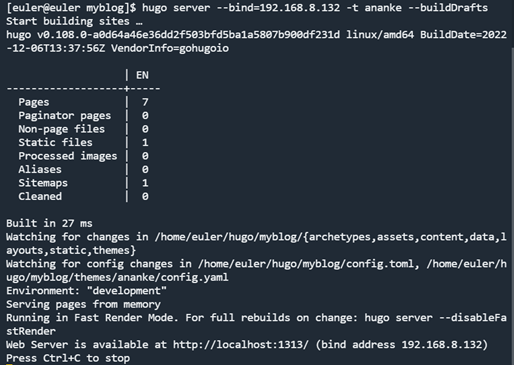 [euler@euler myblog]$ hugo server --bind=192.168.8.132 -t ananke --buildDrafts
Start building sites …
hugo v0.108.0-a0d64a46e36dd2f503bfd5ba1a5807b900df231d linux/amd64 BuildDate=2022
-12-06T13:37:56Z VendorInfo=gohugoio
| EN
-------------------+-----
Pages | 7
Paginator pages | 0
Non-page files | 0
Static files | 1
Processed images | 0
Aliases | 0
Sitemaps | 1
Cleaned | 0
Built in 27 ms
Watching for changes in /home/euler/hugo/myblog/{archetypes,assets,content,data,l
ayouts,static,themes}
Watching for config changes in /home/euler/hugo/myblog/config.toml, /home/euler/h
ugo/myblog/themes/ananke/config.yaml
Environment: "development"
Serving pages from memory
Running in Fast Render Mode. For full rebuilds on change: hugo server --disableFa
stRender
Web Server is available at http://localhost:1313/ (bind address 192.168.8.132)
Press Ctrl+C to stop